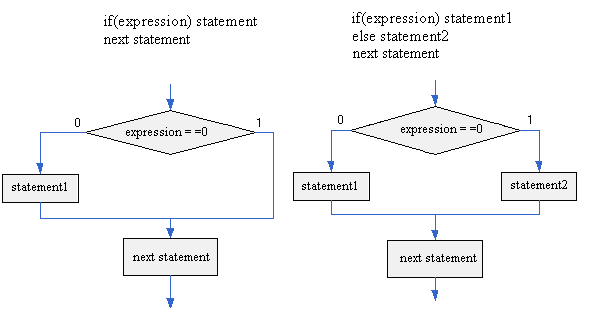 if(expression) statement
next statement
0
1
expression = =0
statement1
next statement
if(expression) statement1
else statement2
next statement
0
1
expression = =0
statement1
statement2
next statement